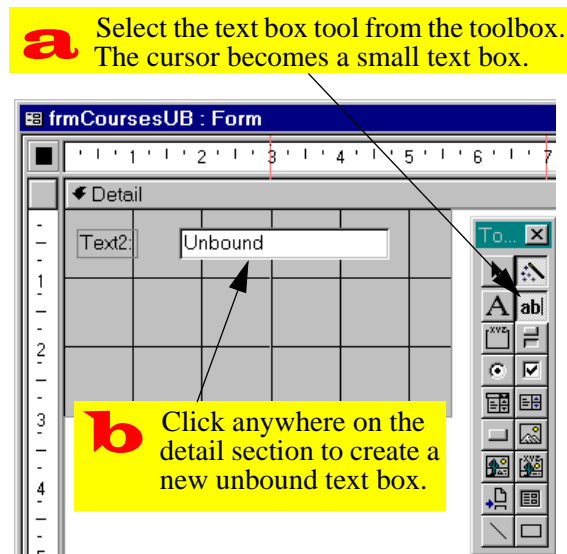 a Select the text box tool from the toolbox.
The cursor becomes a small text box.
frmCoursesUB : Form
1 2 3 4 5 6 7
Detail
Text2: Unbound
To...
A ab|
XYZ
XYZ
1
2
3
4
5
b Click anywhere on the
detail section to create a
new unbound text box.